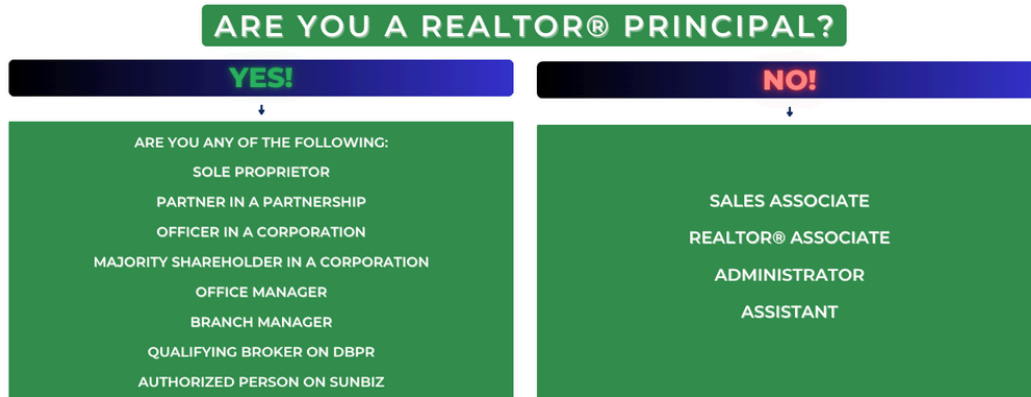 ARE YOU A REALTOR® PRINCIPAL?
YES!
ARE YOU ANY OF THE FOLLOWING:
SOLE PROPRIETOR
PARTNER IN A PARTNERSHIP
OFFICER IN A CORPORATION
MAJORITY SHAREHOLDER IN A CORPORATION
OFFICE MANAGER
BRANCH MANAGER
QUALIFYING BROKER ON DBPR
AUTHORIZED PERSON ON SUNBIZ
NO!
SALES ASSOCIATE
REALTOR® ASSOCIATE
ADMINISTRATOR
ASSISTANT